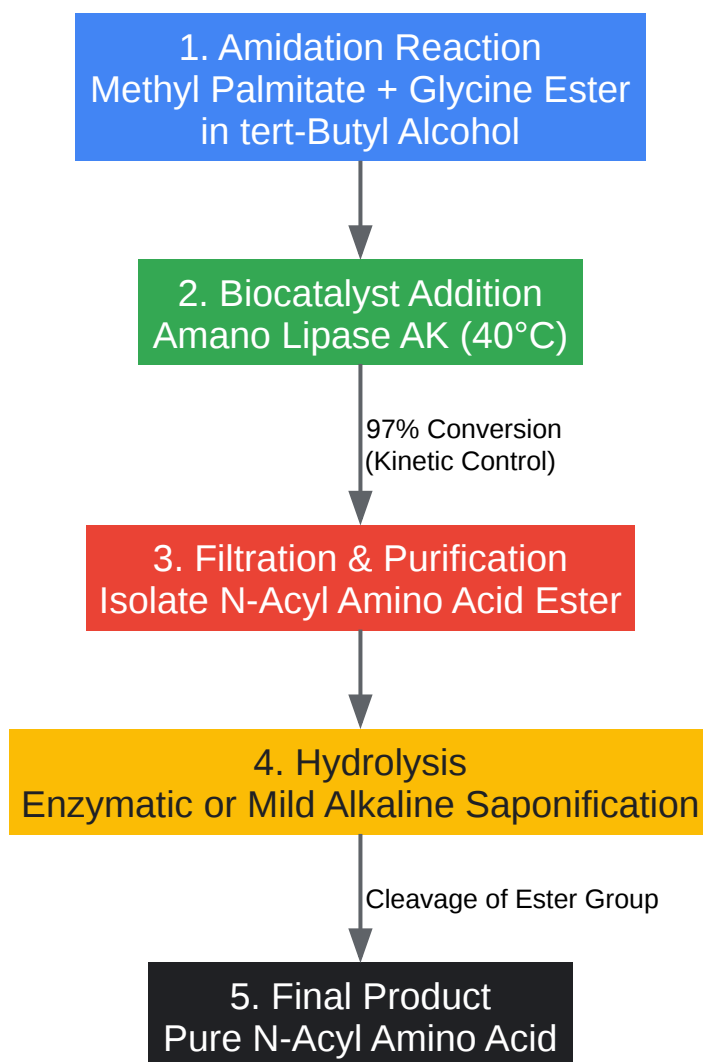 1. Amidation Reaction
Methyl Palmitate + Glycine Ester
in tert-Butyl Alcohol
2. Biocatalyst Addition
Amano Lipase AK (40°C)
97% Conversion
(Kinetic Control)
3. Filtration & Purification
Isolate N-Acyl Amino Acid Ester
4. Hydrolysis
Enzymatic or Mild Alkaline Saponification
Cleavage of Ester Group
5. Final Product
Pure N-Acyl Amino Acid